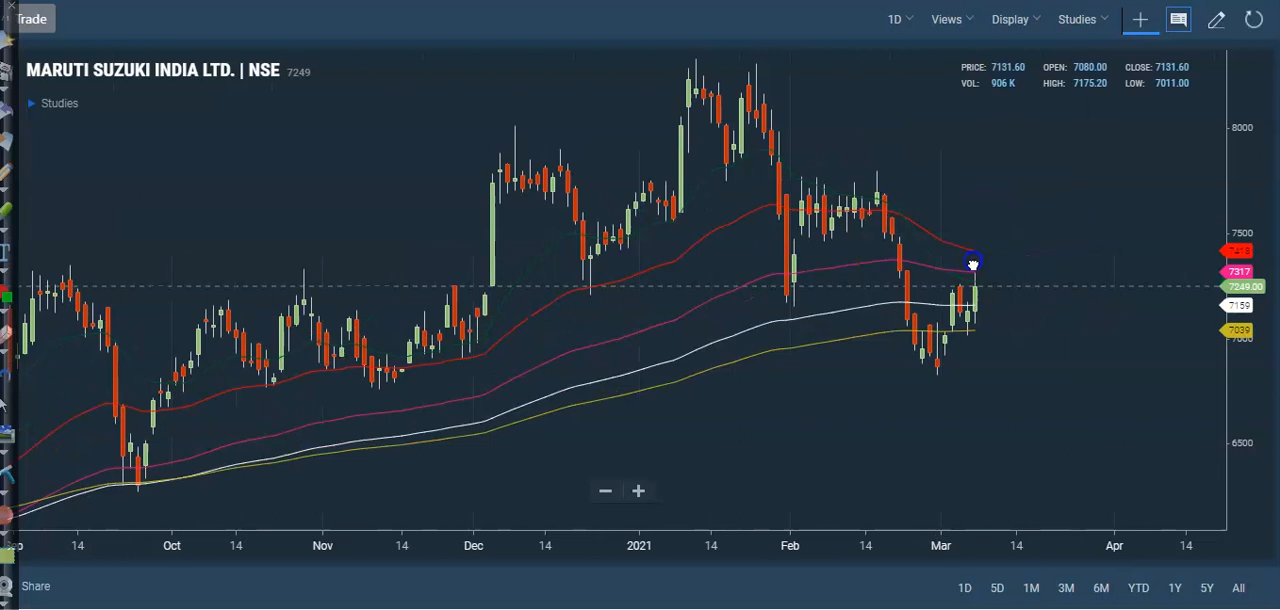 Trade
1D Views Display Studies
MARUTI SUZUKI INDIA LTD. | NSE 7249
PRICE: 7131.60 OPEN: 7080.00 CLOSE: 7131.60
VOL: 906 K HIGH: 7175.20 LOW: 7011.00
Studies
8000
7500
7418
7317
7249.00
7159
7039
7000
6500
14 Oct 14 Nov 14 Dec 14 2021 14 Feb 14 Mar 14 Apr 14
Share
1D 5D 1M 3M 6M YTD 1Y 5Y All